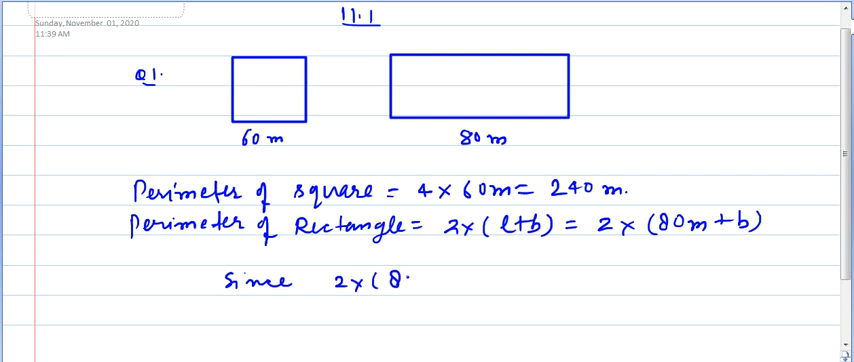 11.1
Sunday, November 01, 2020
11:39 AM
Q1.
60 m
80 m
Perimeter of square = 4 × 60m = 240 m.
Perimeter of Rectangle = 2×(l+b) = 2 × (80m + b)
Since 2×(8